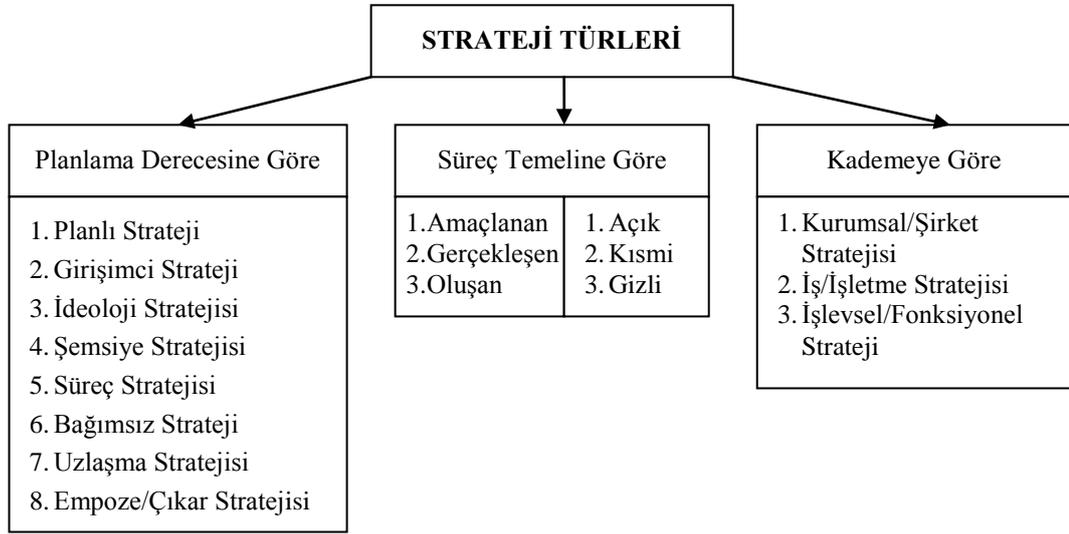 STRATEJİ TÜRLERİ
Planlama Derecesine Göre
1. Planlı Strateji
2. Girişimci Strateji
3. İdeoloji Stratejisi
4. Şemsiye Stratejisi
5. Süreç Stratejisi
6. Bağımsız Strateji
7. Uzlaşma Stratejisi
8. Empoze/Çıkar Stratejisi
Süreç Temeline Göre
1.Amaçlanan
2.Gerçekleşen
3.Oluşan
1. Açık
2. Kısmi
3. Gizli
Kademeye Göre
1. Kurumsal/Şirket
Stratejisi
2. İş/İşletme Stratejisi
3. İşlevsel/Fonksiyonel
Strateji